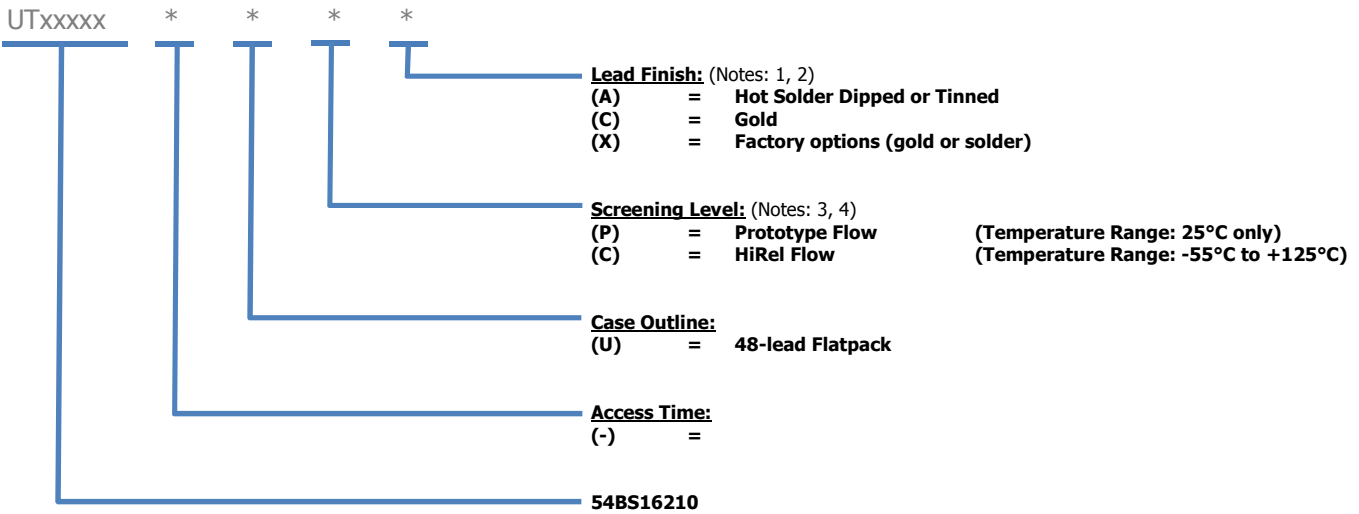 UTxxxxx * * * *
Lead Finish: (Notes: 1, 2)
(A) = Hot Solder Dipped or Tinned
(C) = Gold
(X) = Factory options (gold or solder)
Screening Level: (Notes: 3, 4)
(P) = Prototype Flow (Temperature Range: 25°C only)
(C) = HiRel Flow (Temperature Range: -55°C to +125°C)
Case Outline:
(U) = 48-lead Flatpack
Access Time:
(-) =
54BS16210